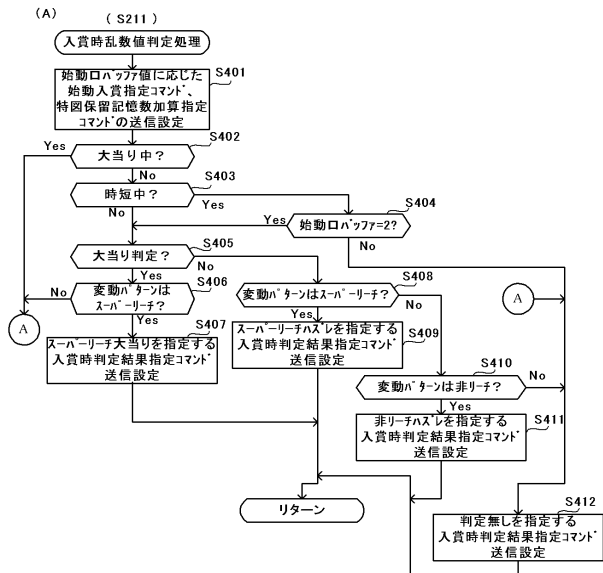 (A)
(S211)
入賞時乱数値判定処理
S401
始動口バッファ値に応じた
始動入賞指定コマンド、
特図保留記憶数加算指定
コマンドの送信設定
S402
Yes
大当り中?
No
S403
時短中?
Yes
No
S404
Yes
始動口バッファ=2?
No
S405
大当り判定?
No
Yes
S406
No
変動パターンは
スーパーリーチ?
Yes
A
S408
変動パターンはスーパーリーチ?
No
Yes
A
S407
スーパーリーチ大当りを指定する
入賞時判定結果指定コマンド
送信設定
S409
スーパーリーチハズレを指定する
入賞時判定結果指定コマンド
送信設定
S410
変動パターンは非リーチ?
No
Yes
S411
非リーチハズレを指定する
入賞時判定結果指定コマンド
送信設定
リターン
S412
判定無しを指定する
入賞時判定結果指定コマンド
送信設定